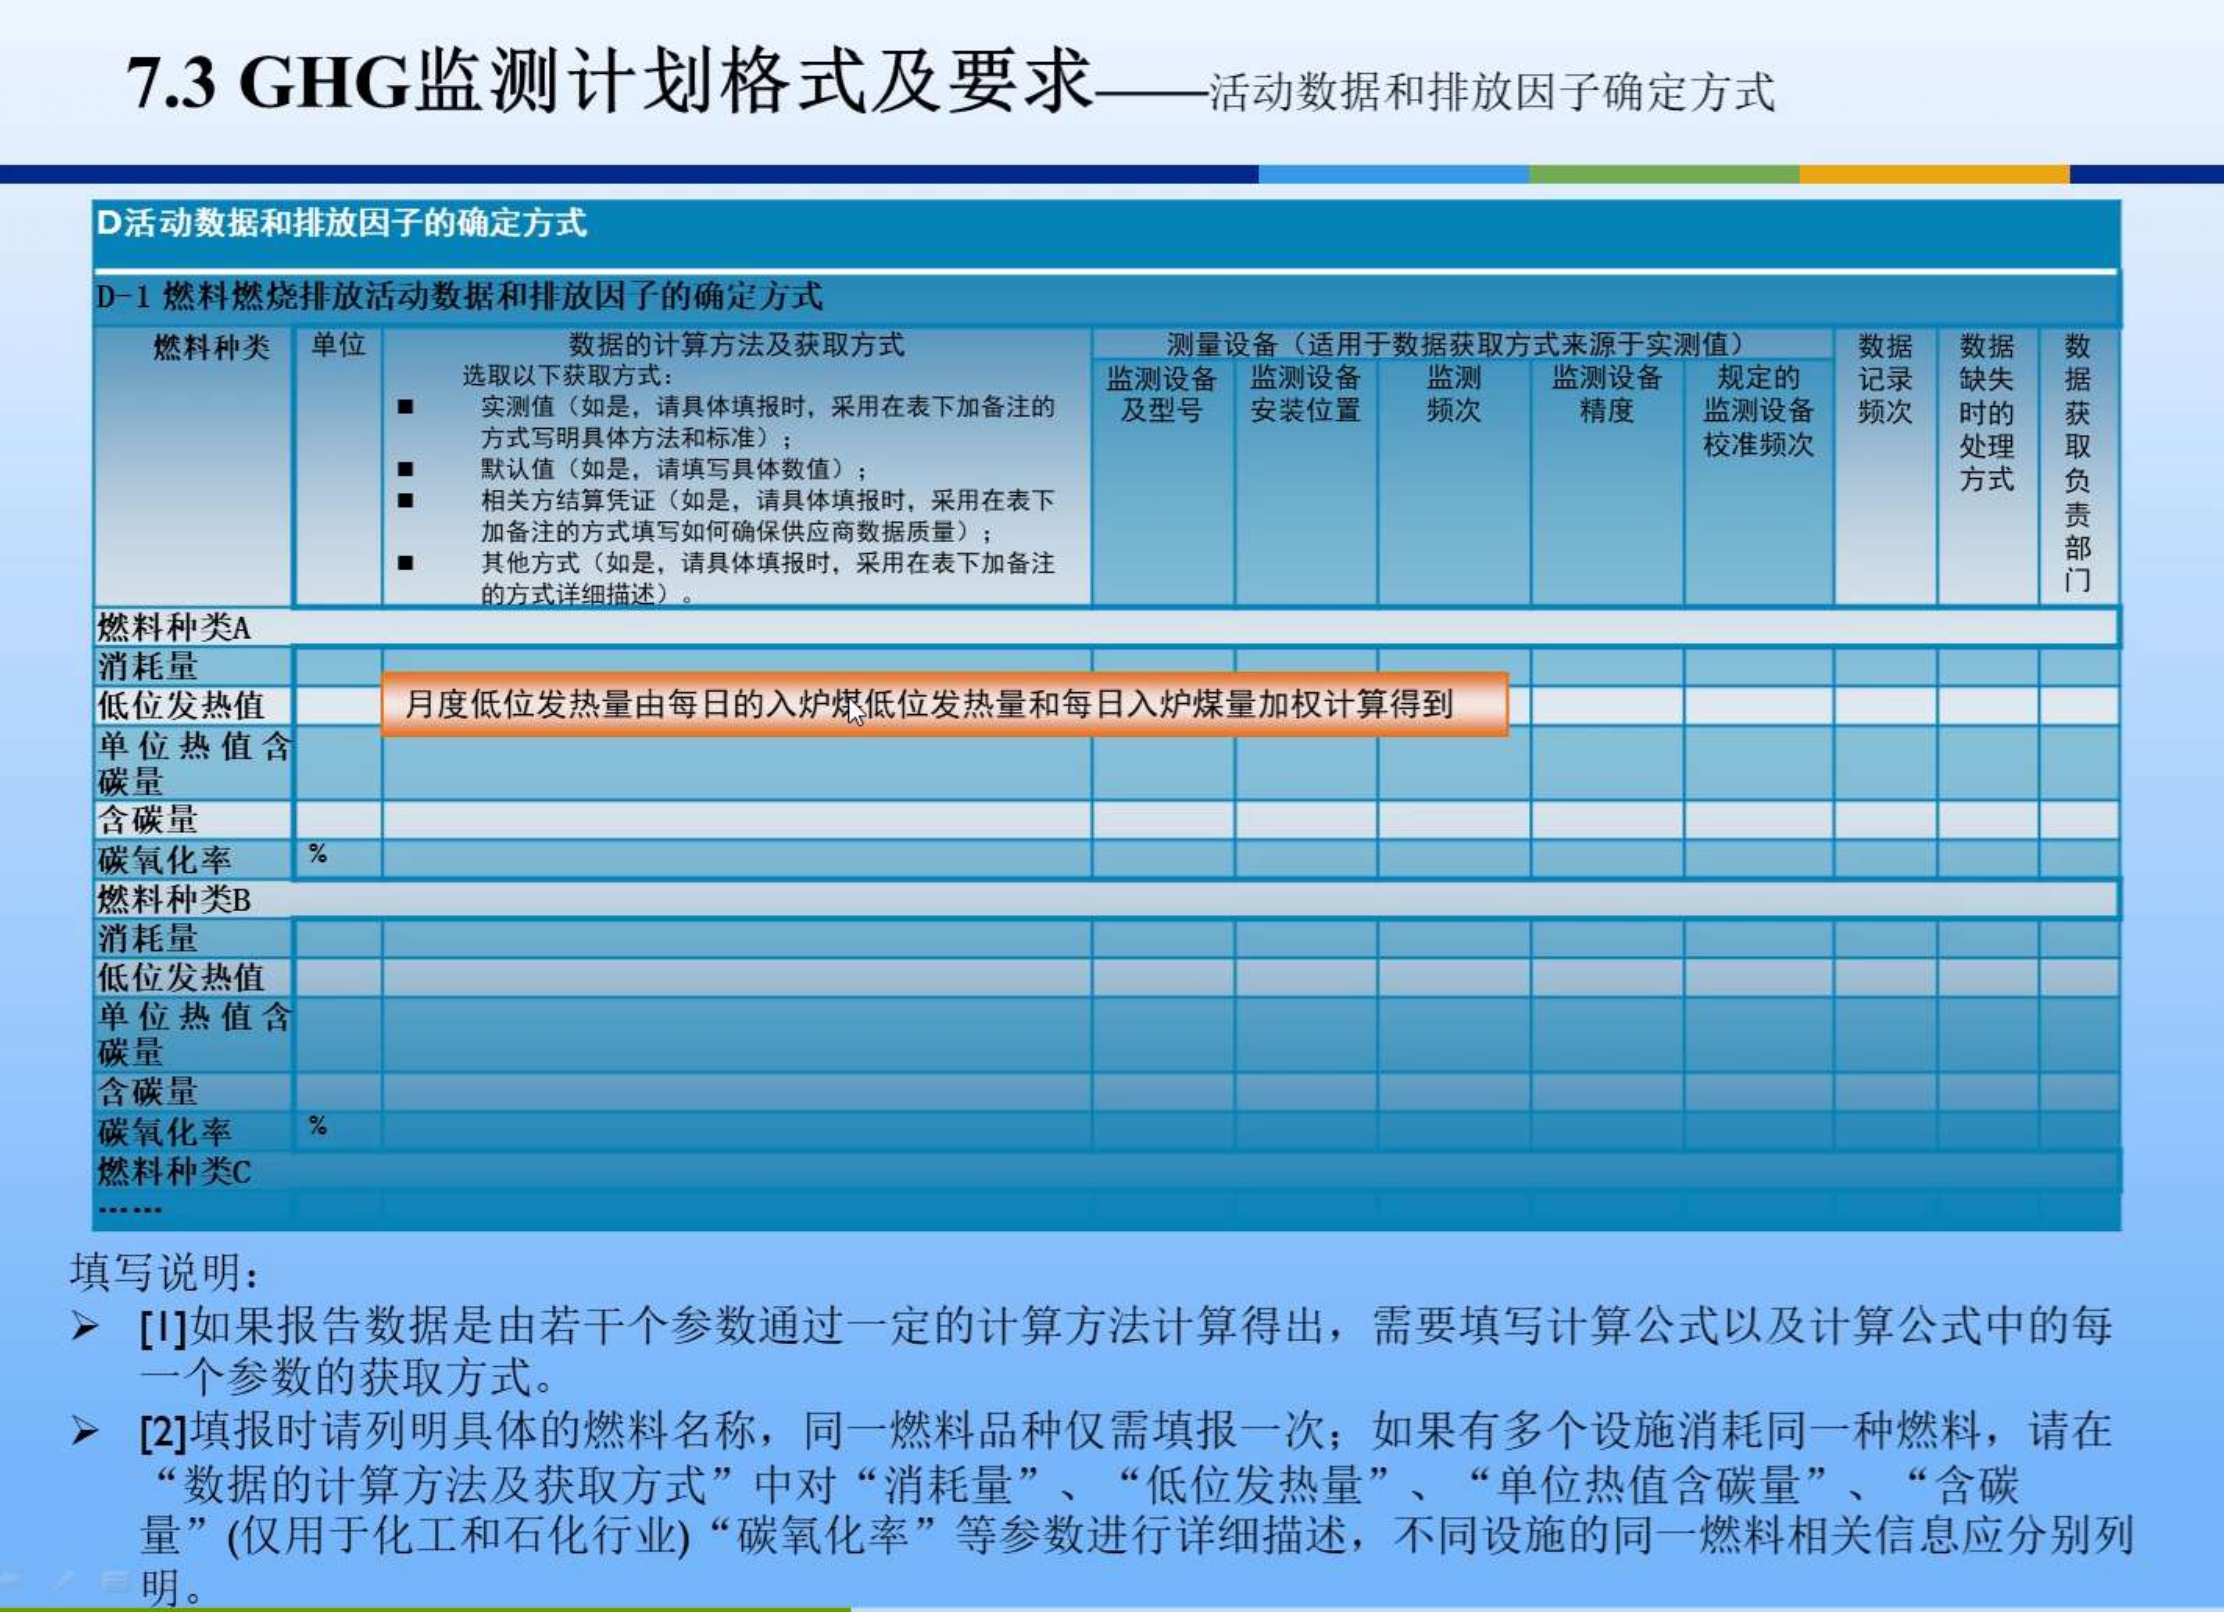 7.3 GHG监测计划格式及要求——活动数据和排放因子确定方式
D活动数据和排放因子的确定方式
D-1 燃料燃烧排放活动数据和排放因子的确定方式
燃料种类
单位
数据的计算方法及获取方式
选取以下获取方式：
■ 实测值（如是，请具体填报时，采用在表下加备注的
方式写明具体方法和标准）；
■ 默认值（如是，请填写具体数值）；
■ 相关方结算凭证（如是，请具体填报时，采用在表下
加备注的方式填写如何确保供应商数据质量）；
■ 其他方式（如是，请具体填报时，采用在表下加备注
的方式详细描述）。
测量设备（适用于数据获取方式来源于实测值）
监测设备
及型号
监测设备
安装位置
监测
频次
监测设备
精度
规定的
监测设备
校准频次
数据
记录
频次
数据
缺失
时的
处理
方式
数
据
获
取
负
责
部
门
燃料种类A
消耗量
低位发热值
月度低位发热量由每日的入炉煤低位发热量和每日入炉煤量加权计算得到
单位热值含
碳量
含碳量
碳氧化率 %
燃料种类B
消耗量
低位发热值
单位热值含
碳量
含碳量
碳氧化率 %
燃料种类C
……
填写说明：
➢ [1]如果报告数据是由若干个参数通过一定的计算方法计算得出，需要填写计算公式以及计算公式中的每
一个参数的获取方式。
➢ [2]填报时请列明具体的燃料名称，同一燃料品种仅需填报一次；如果有多个设施消耗同一种燃料，请在
“数据的计算方法及获取方式”中对“消耗量”、“低位发热量”、“单位热值含碳量”、“含碳
量”(仅用于化工和石化行业)“碳氧化率”等参数进行详细描述，不同设施的同一燃料相关信息应分别列
明。